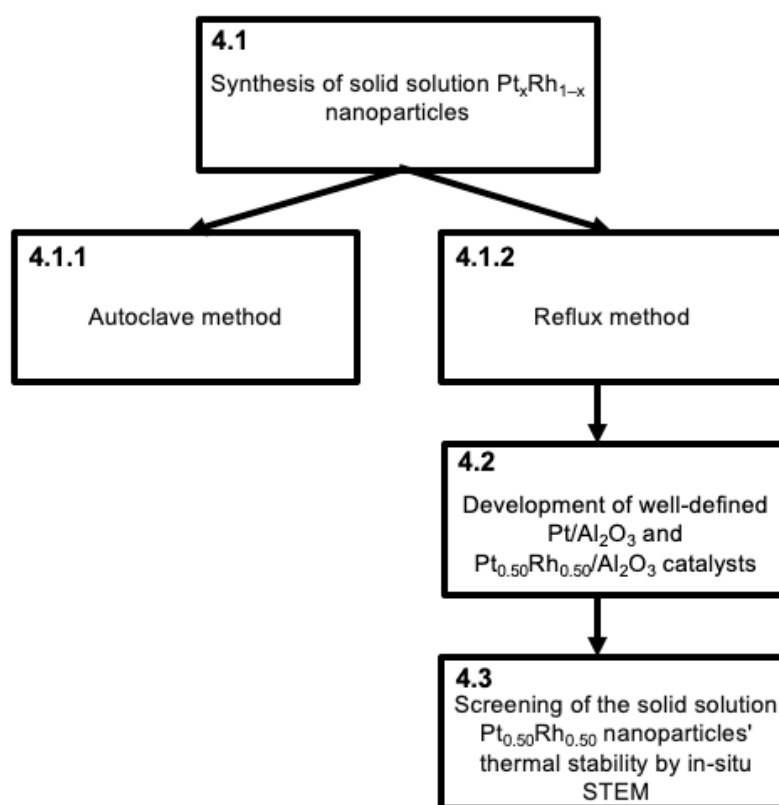 4.1
Synthesis of solid solution PtₓRh₁₋ₓ
nanoparticles
4.1.1
Autoclave method
4.1.2
Reflux method
4.2
Development of well-defined
Pt/Al₂O₃ and
Pt₀.₅₀Rh₀.₅₀/Al₂O₃ catalysts
4.3
Screening of the solid solution
Pt₀.₅₀Rh₀.₅₀ nanoparticles'
thermal stability by in-situ
STEM